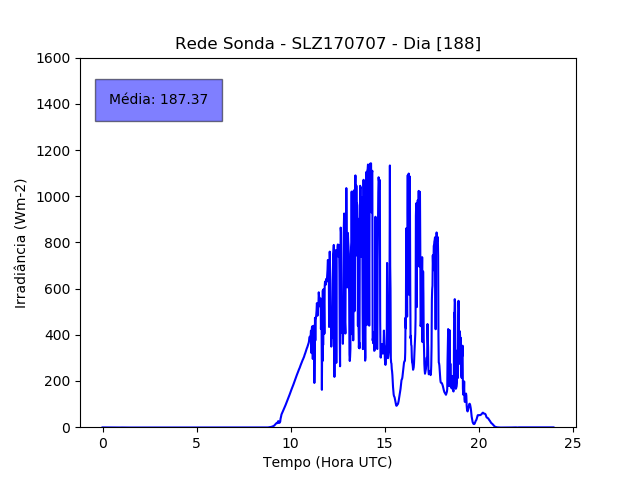 Rede Sonda - SLZ170707 - Dia [188]
1600
1400
1200
1000
800
600
400
200
0
Irradiância (Wm-2)
Média: 187.37
0 5 10 15 20 25
Tempo (Hora UTC)